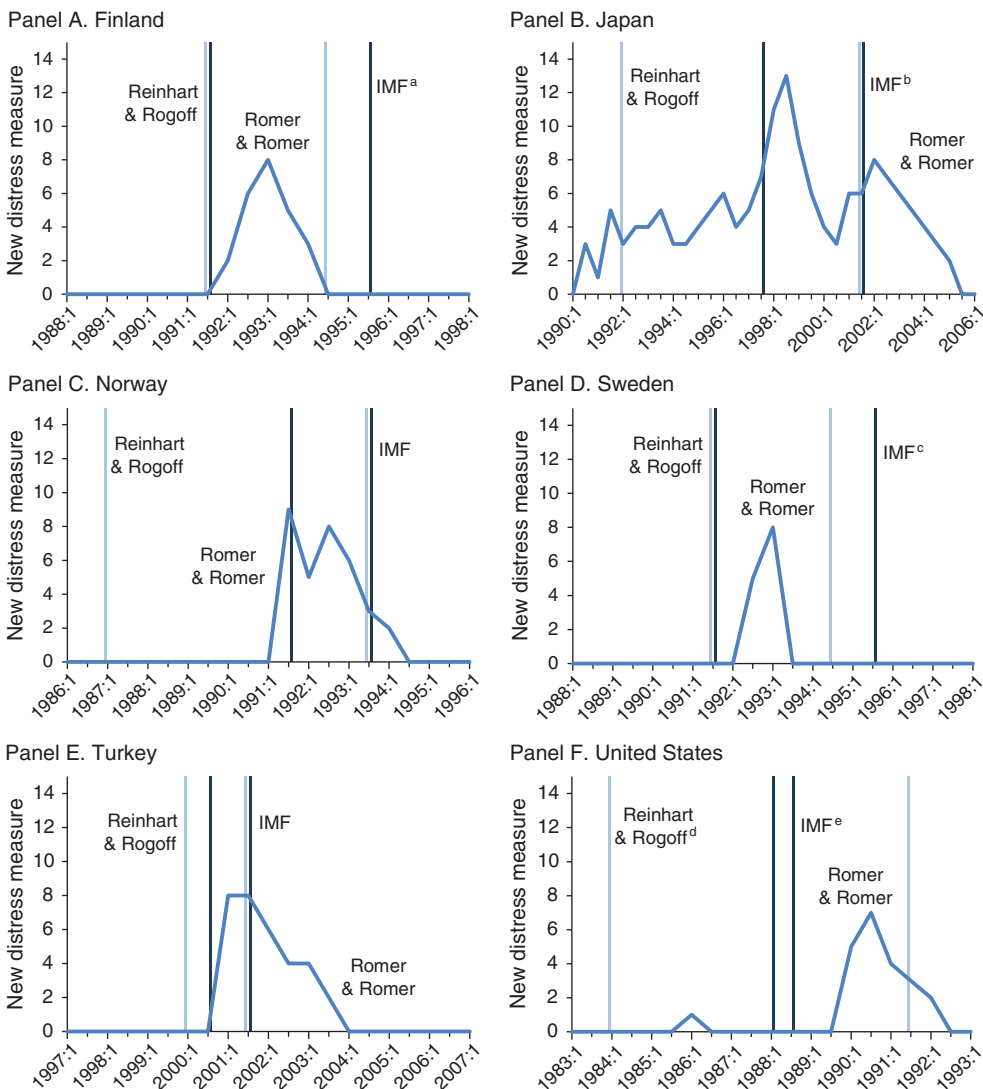 Panel A. Finland
New distress measure
14
12
10
8
6
4
2
0
Reinhart
& Rogoff
Romer
& Romer
IMFᵃ
1988:1
1989:1
1990:1
1991:1
1992:1
1993:1
1994:1
1995:1
1996:1
1997:1
1998:1
Panel B. Japan
New distress measure
14
12
10
8
6
4
2
0
Reinhart
& Rogoff
IMFᵇ
Romer
& Romer
1990:1
1992:1
1994:1
1996:1
1998:1
2000:1
2002:1
2004:1
2006:1
Panel C. Norway
New distress measure
14
12
10
8
6
4
2
0
Reinhart
& Rogoff
Romer
& Romer
IMF
1986:1
1987:1
1988:1
1989:1
1990:1
1991:1
1992:1
1993:1
1994:1
1995:1
1996:1
Panel D. Sweden
New distress measure
14
12
10
8
6
4
2
0
Reinhart
& Rogoff
Romer
& Romer
IMFᶜ
1988:1
1989:1
1990:1
1991:1
1992:1
1993:1
1994:1
1995:1
1996:1
1997:1
1998:1
Panel E. Turkey
New distress measure
14
12
10
8
6
4
2
0
Reinhart
& Rogoff
IMF
Romer
& Romer
1997:1
1998:1
1999:1
2000:1
2001:1
2002:1
2003:1
2004:1
2005:1
2006:1
2007:1
Panel F. United States
New distress measure
14
12
10
8
6
4
2
0
Reinhart
& Rogoffᵈ
IMFᵉ
Romer
& Romer
1983:1
1984:1
1985:1
1986:1
1987:1
1988:1
1989:1
1990:1
1991:1
1992:1
1993:1